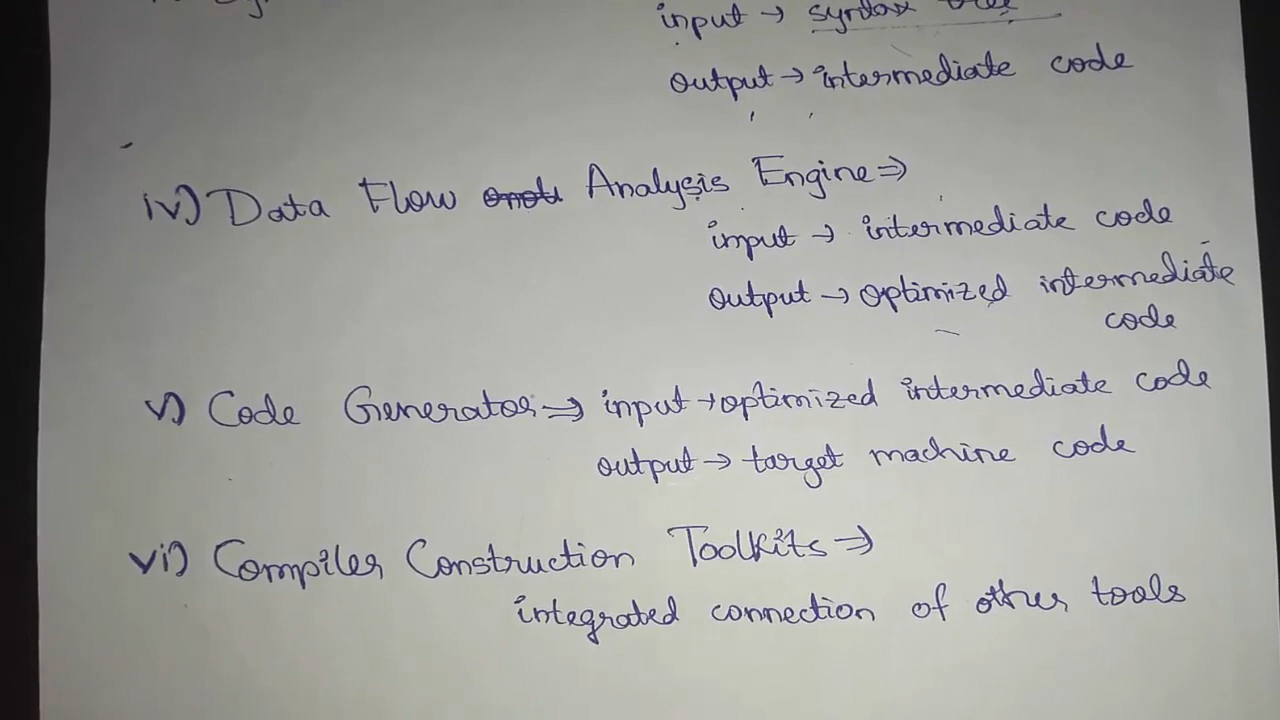 input → syntax tree
output → intermediate code
iv) Data Flow Analysis Engine ⇒
input → intermediate code
output → optimized intermediate
code
v) Code Generator ⇒ input → optimized intermediate code
output → target machine code
vi) Compiler Construction Toolkits ⇒
integrated connection of other tools